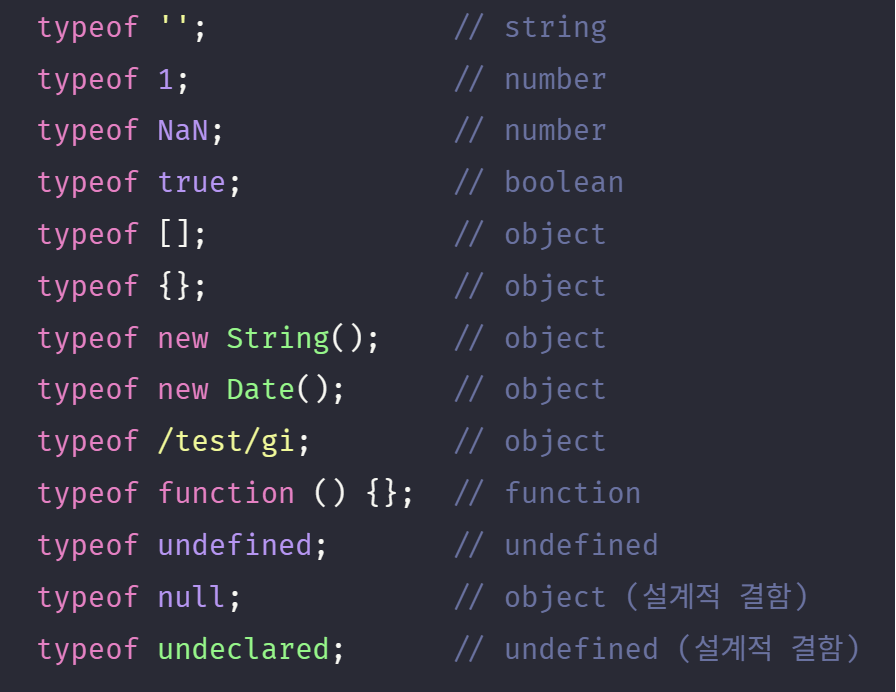 typeof '';               // string
typeof 1;                // number
typeof NaN;              // number
typeof true;             // boolean
typeof [];               // object
typeof {};               // object
typeof new String();     // object
typeof new Date();       // object
typeof /test/gi;         // object
typeof function () {};   // function
typeof undefined;        // undefined
typeof null;             // object (설계적 결함)
typeof undeclared;       // undefined (설계적 결함)